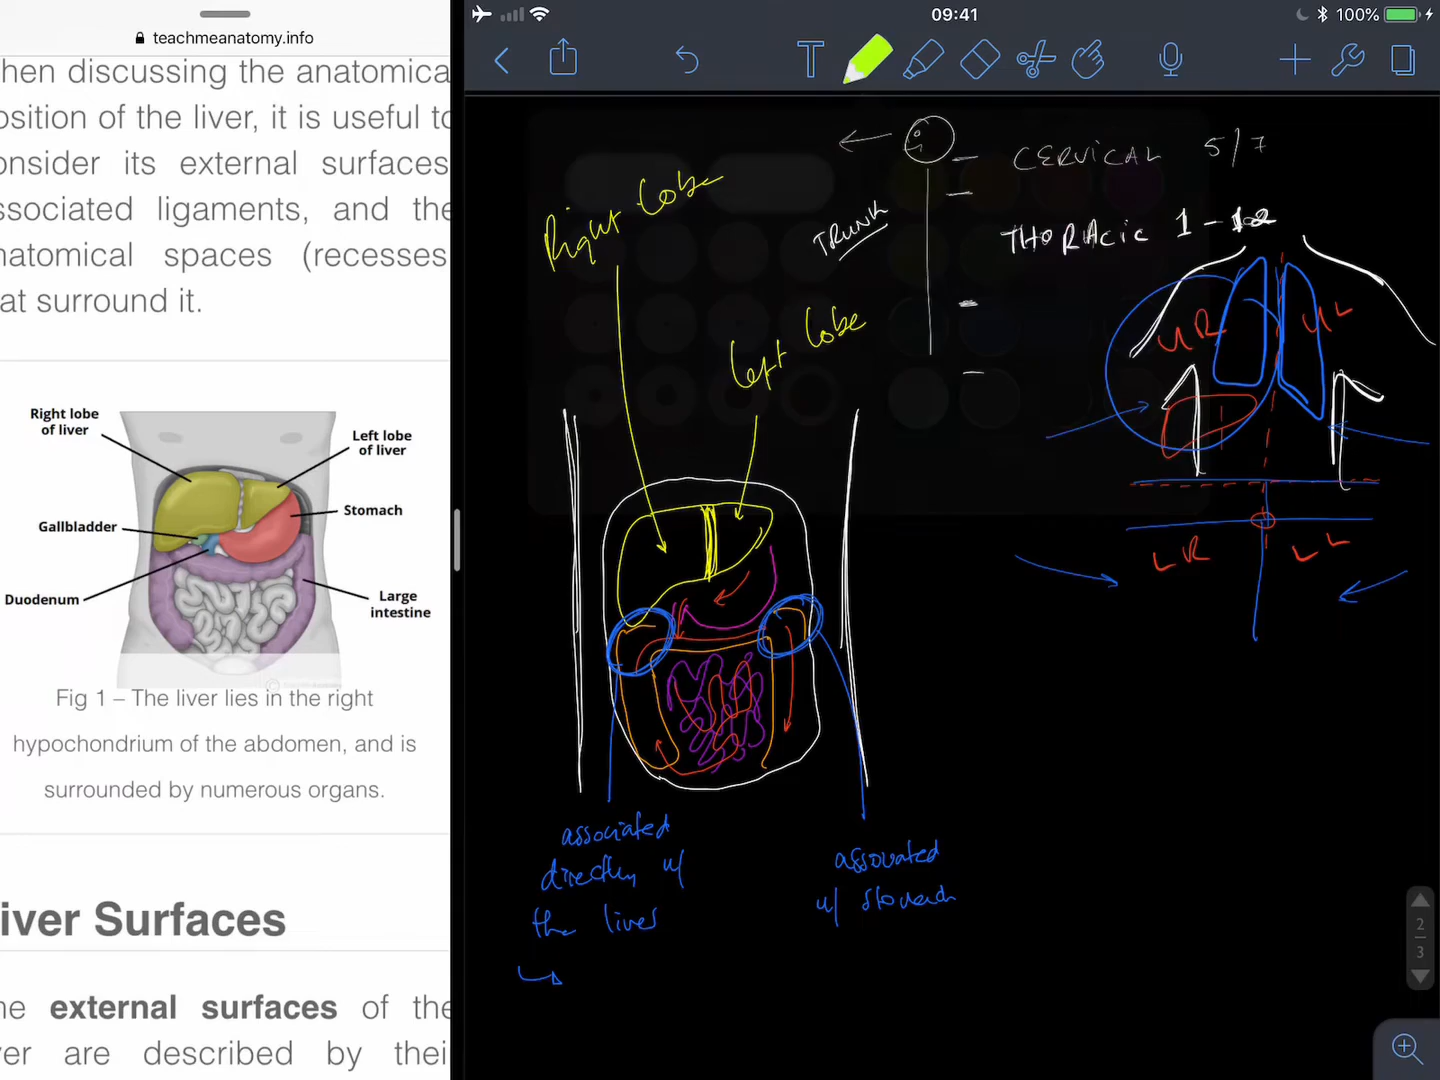 teachmeanatomy.info
hen discussing the anatomica
osition of the liver, it is useful to
onsider its external surfaces
ssociated ligaments, and the
natomical spaces (recesses
at surround it.
Right lobe
of liver
Left lobe
of liver
Stomach
Gallbladder
Duodenum
Large
intestine
Fig 1 – The liver lies in the right
hypochondrium of the abdomen, and is
surrounded by numerous organs.
iver Surfaces
ne external surfaces of the
ver are described by thei
09:41
100%
T
CERVICAL 5/7
THORACIC 1-12
TRUNK
Right Lobe
Left Lobe
UR
UL
LR
LL
associated
directly w/
the liver
associated
w/ stomach
2
3